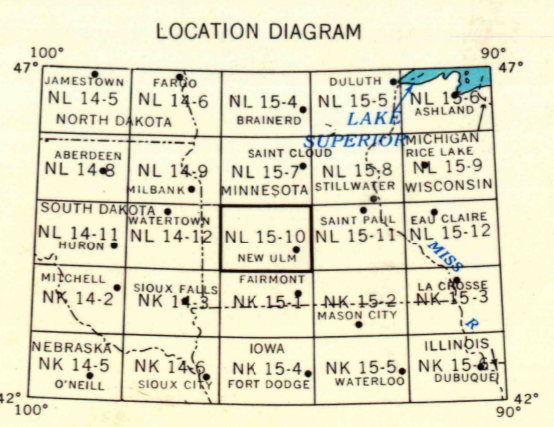 LOCATION DIAGRAM
100° 90°
47° 47°
JAMESTOWN FARGO DULUTH
NL 14-5 NL 14-6 NL 15-4 NL 15-5 NL 15-6
NORTH DAKOTA BRAINERD LAKE ASHLAND
SUPERIOR MICHIGAN
ABERDEEN SAINT CLOUD RICE LAKE
NL 14-8 NL 14-9 NL 15-7 NL 15-8 NL 15-9
MILBANK MINNESOTA STILLWATER WISCONSIN
SOUTH DAKOTA WATERTOWN SAINT PAUL EAU CLAIRE
NL 14-11 NL 14-12 NL 15-10 NL 15-11 NL 15-12
HURON NEW ULM MISS
MITCHELL SIOUX FALLS FAIRMONT LA CROSSE
NK 14-2 NK 14-3 NK 15-1 NK 15-2 NK 15-3
MASON CITY R
NEBRASKA IOWA ILLINOIS
NK 14-5 NK 14-6 NK 15-4 NK 15-5 NK 15-6
O'NEILL SIOUX CITY FORT DODGE WATERLOO DUBUQUE
42° 42°
100° 90°